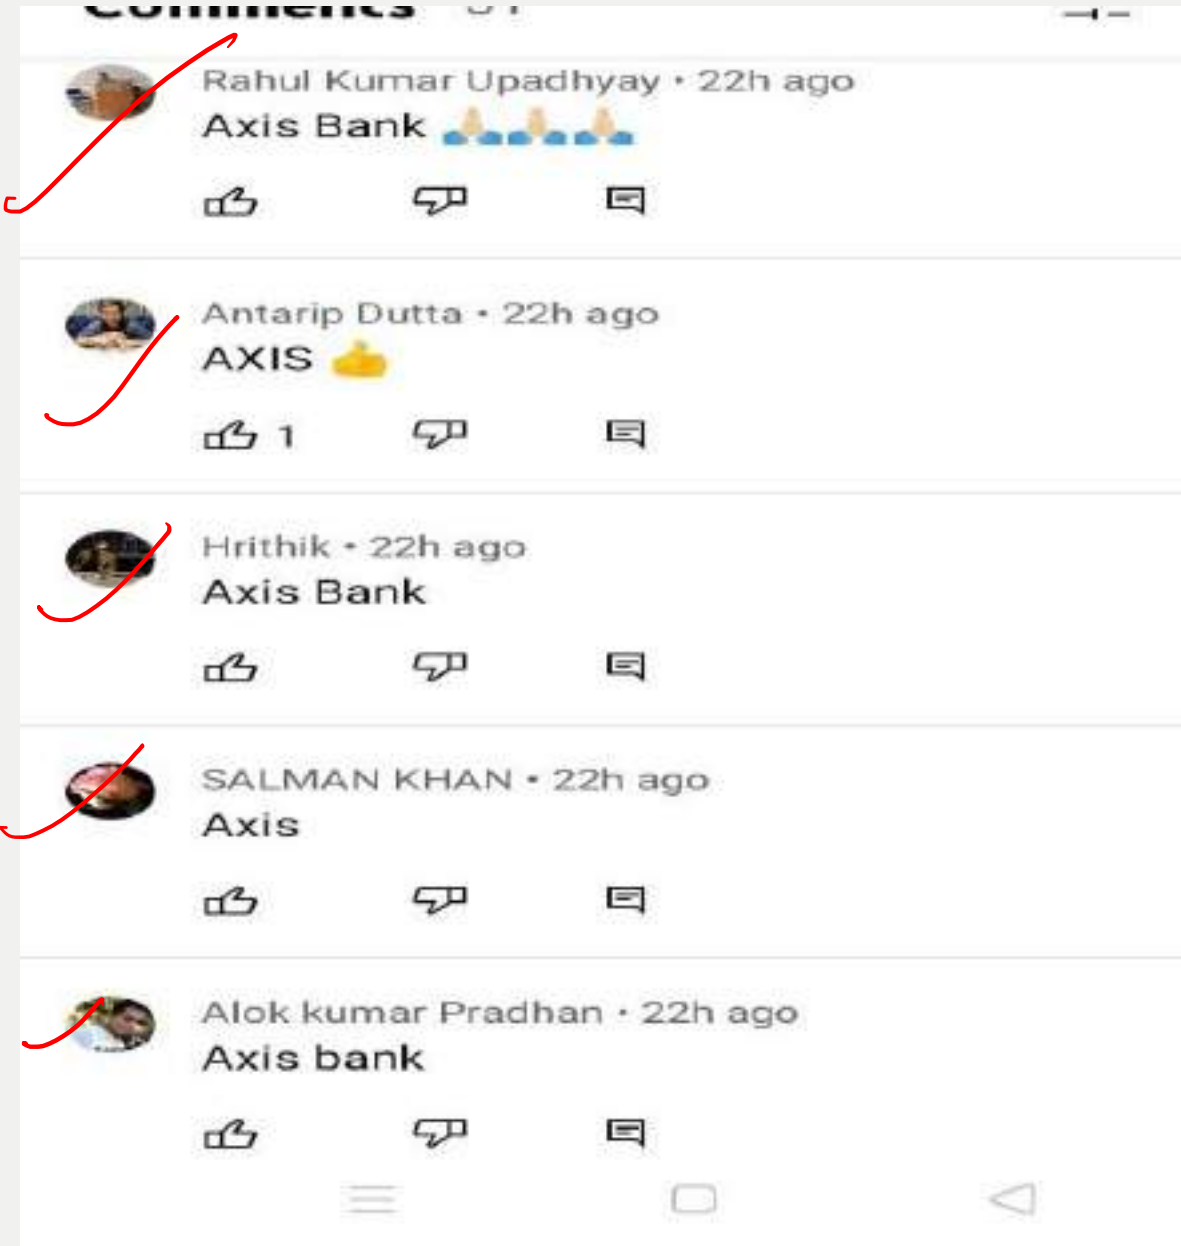 Comments
Rahul Kumar Upadhyay • 22h ago
Axis Bank 🙏🏻🙏🏻🙏🏻
Antarip Dutta • 22h ago
AXIS 👍
1
Hrithik • 22h ago
Axis Bank
SALMAN KHAN • 22h ago
Axis
Alok kumar Pradhan • 22h ago
Axis bank